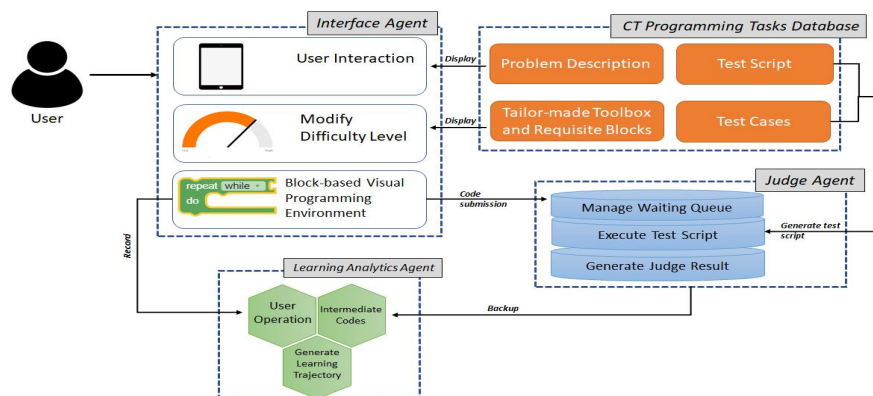 Interface Agent
CT Programming Tasks Database
User Interaction
Display
Problem Description
Test Script
User
Modify
Difficulty Level
Display
Tailor-made Toolbox
and Requisite Blocks
Test Cases
Judge Agent
repeat while
do
Block-based Visual
Programming
Environment
Code
submission
Manage Waiting Queue
Execute Test Script
Generate Judge Result
Generate test
script
Record
Learning Analytics Agent
User
Operation
Intermediate
Codes
Generate
Learning
Trajectory
Backup